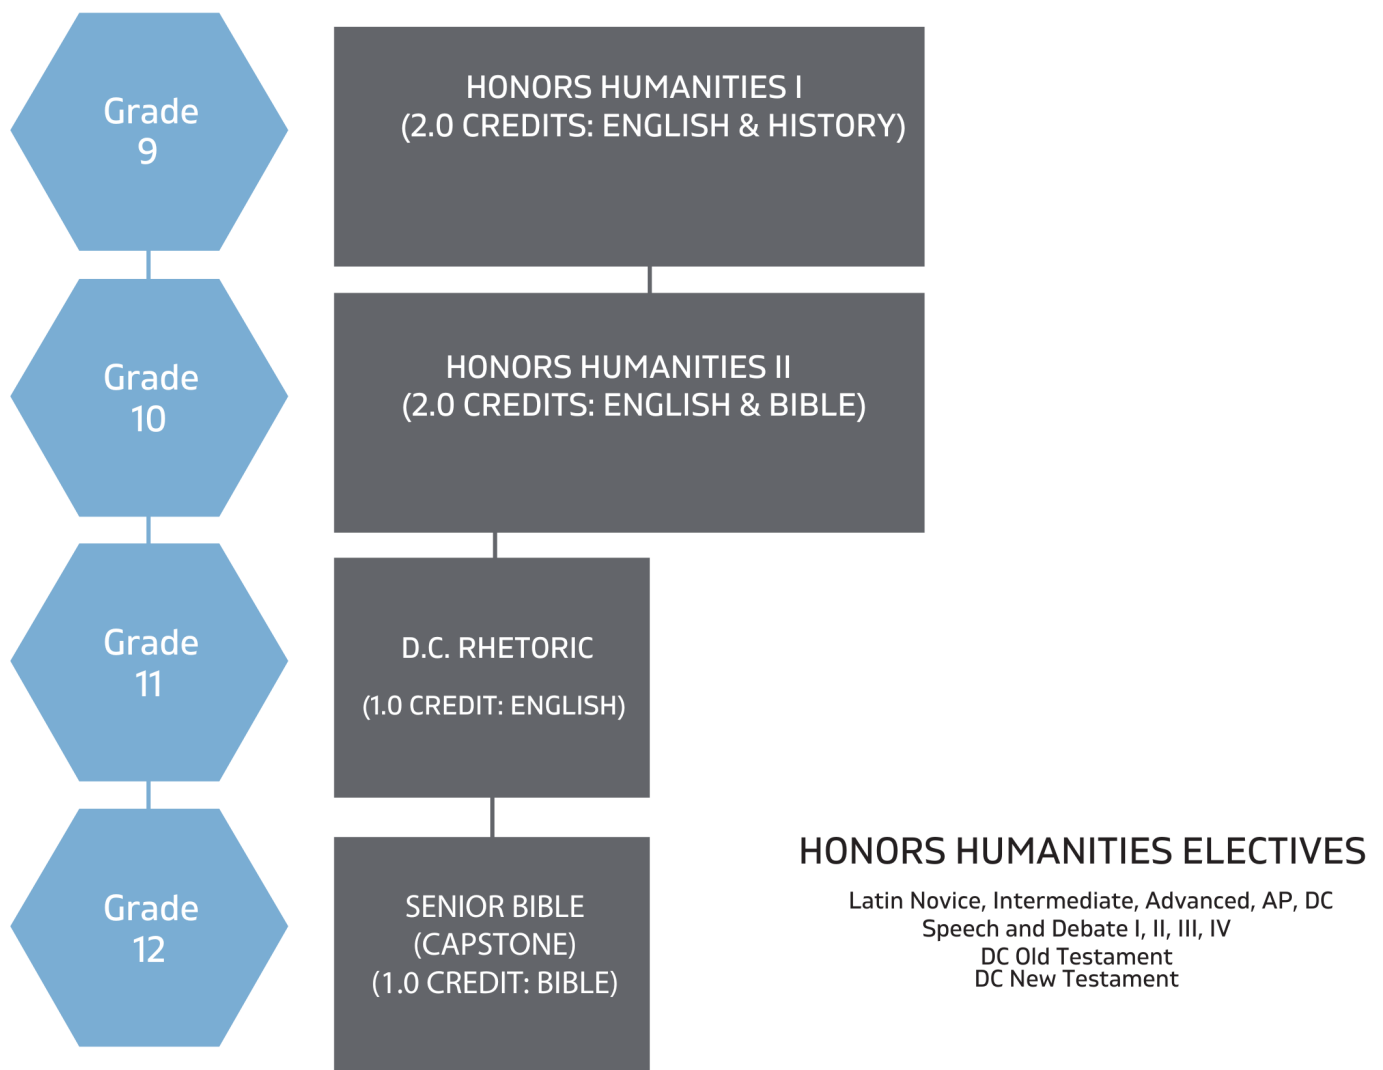 Grade
9
HONORS HUMANITIES I
(2.0 CREDITS: ENGLISH & HISTORY)
Grade
10
HONORS HUMANITIES II
(2.0 CREDITS: ENGLISH & BIBLE)
Grade
11
D.C. RHETORIC
(1.0 CREDIT: ENGLISH)
Grade
12
SENIOR BIBLE
(CAPSTONE)
(1.0 CREDIT: BIBLE)
HONORS HUMANITIES ELECTIVES
Latin Novice, Intermediate, Advanced, AP, DC
Speech and Debate I, II, III, IV
DC Old Testament
DC New Testament